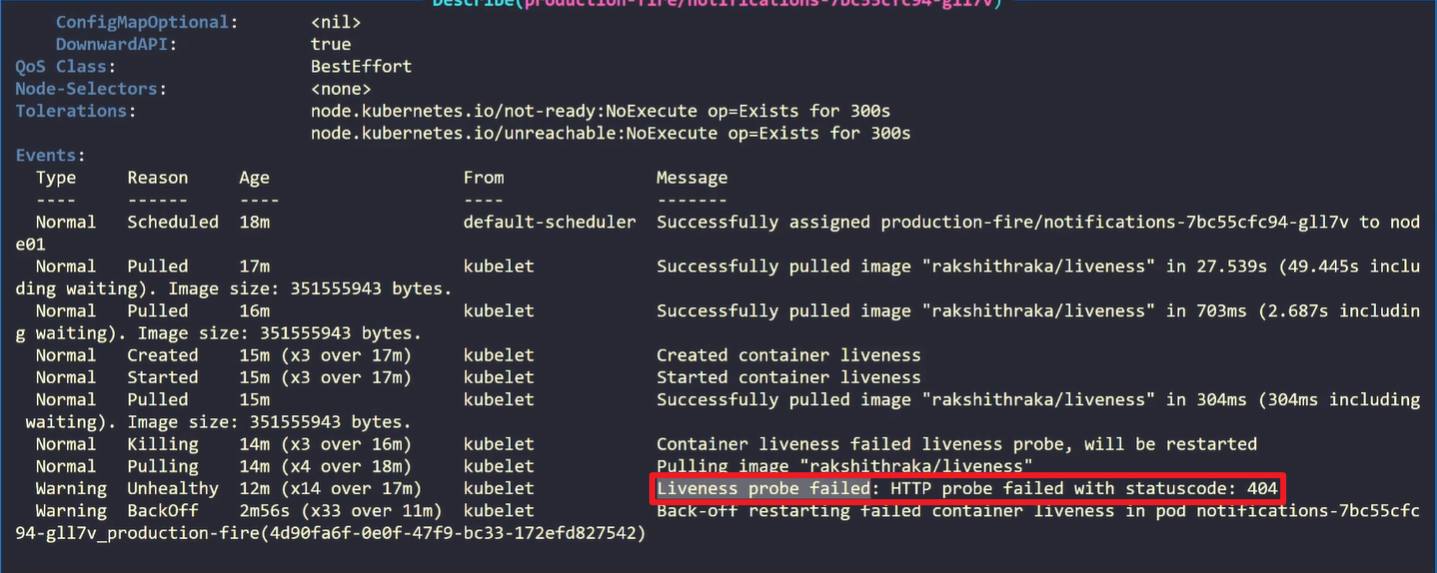 Describe(production-fire/notifications-7bc55cfc94-gll7v)
ConfigMapOptional: <nil>
DownwardAPI: true
QoS Class: BestEffort
Node-Selectors: <none>
Tolerations: node.kubernetes.io/not-ready:NoExecute op=Exists for 300s
node.kubernetes.io/unreachable:NoExecute op=Exists for 300s
Events:
Type Reason Age From Message
---- ------ ---- ---- -------
Normal Scheduled 18m default-scheduler Successfully assigned production-fire/notifications-7bc55cfc94-gll7v to nod
e01
Normal Pulled 17m kubelet Successfully pulled image "rakshithraka/liveness" in 27.539s (49.445s inclu
ding waiting). Image size: 351555943 bytes.
Normal Pulled 16m kubelet Successfully pulled image "rakshithraka/liveness" in 703ms (2.687s includin
g waiting). Image size: 351555943 bytes.
Normal Created 15m (x3 over 17m) kubelet Created container liveness
Normal Started 15m (x3 over 17m) kubelet Started container liveness
Normal Pulled 15m kubelet Successfully pulled image "rakshithraka/liveness" in 304ms (304ms including
waiting). Image size: 351555943 bytes.
Normal Killing 14m (x3 over 16m) kubelet Container liveness failed liveness probe, will be restarted
Normal Pulling 14m (x4 over 18m) kubelet Pulling image "rakshithraka/liveness"
Warning Unhealthy 12m (x14 over 17m) kubelet Liveness probe failed: HTTP probe failed with statuscode: 404
Warning BackOff 2m56s (x33 over 11m) kubelet Back-off restarting failed container liveness in pod notifications-7bc55cfc
94-gll7v_production-fire(4d90fa6f-0e0f-47f9-bc33-172efd827542)